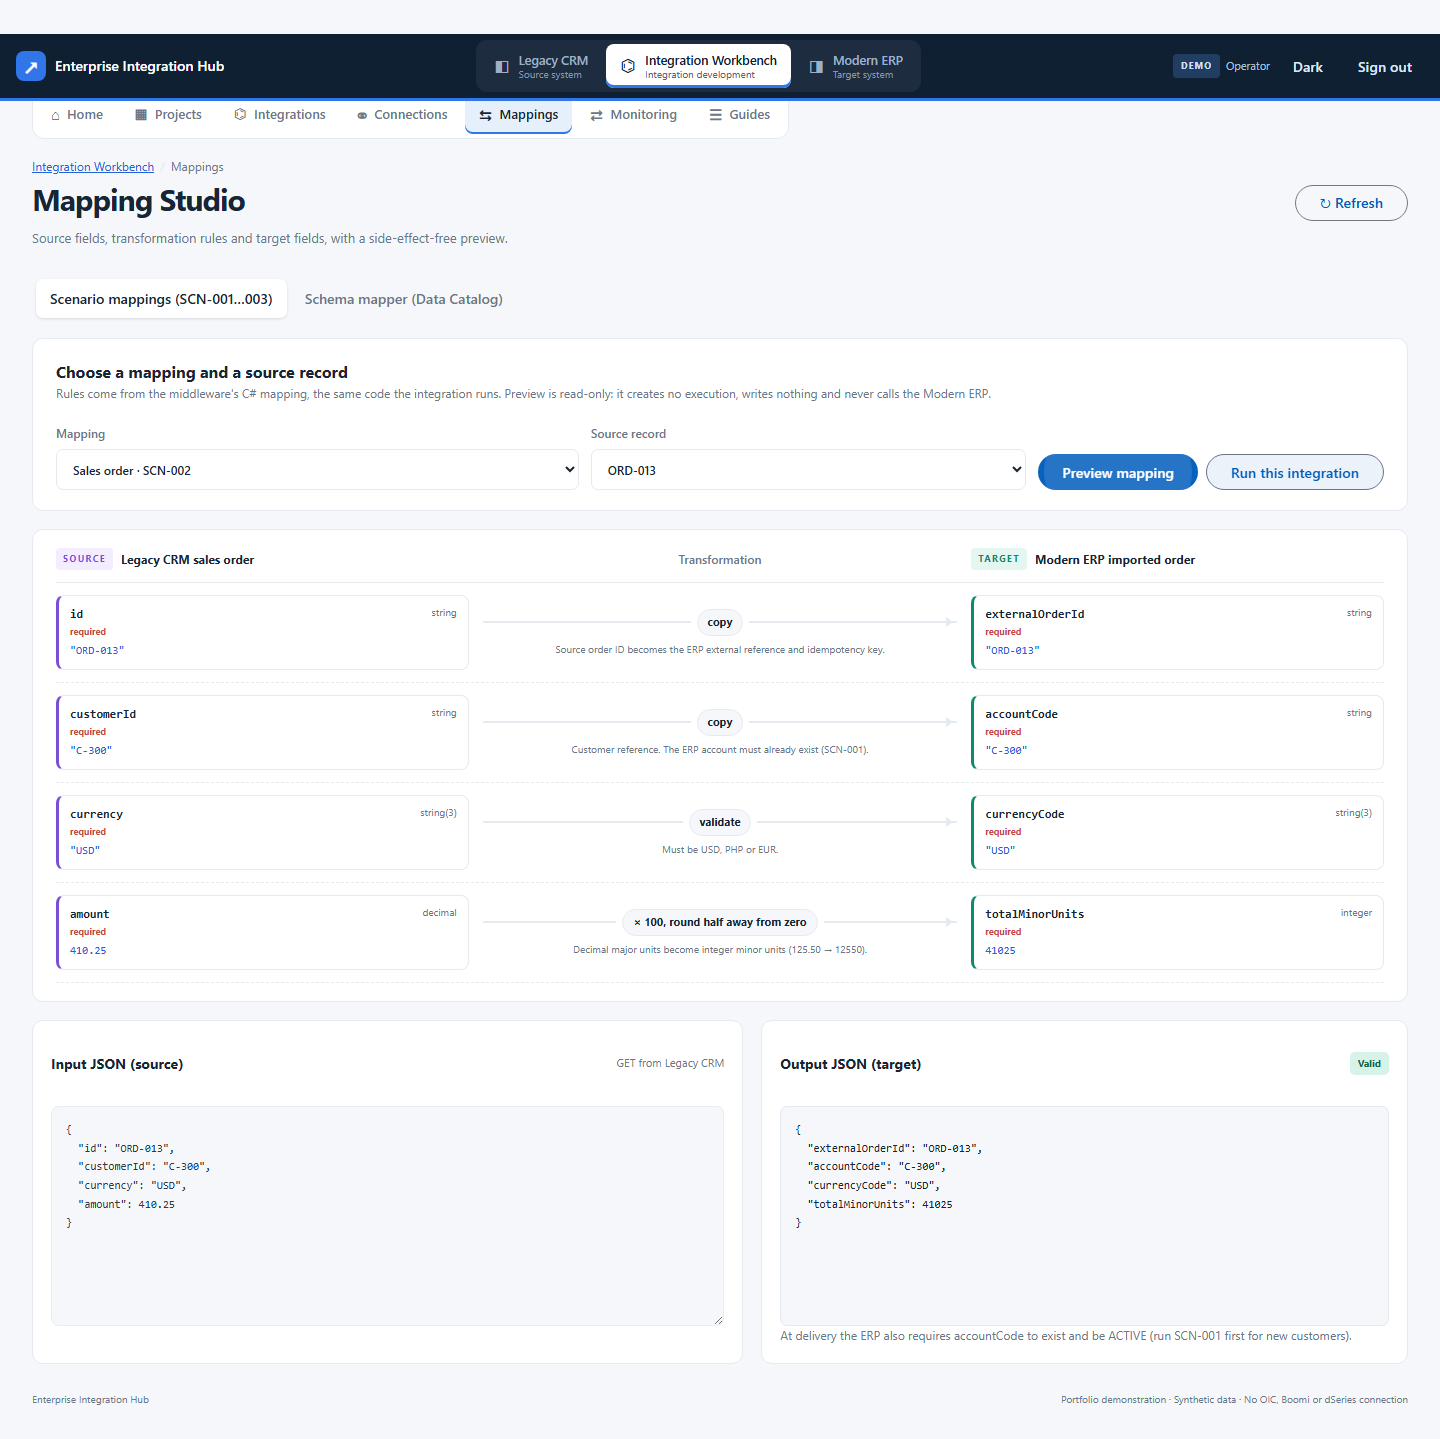 Enterprise Integration Hub
Legacy CRM
Source system
Integration Workbench
Integration development
Modern ERP
Target system
DEMO Operator Dark Sign out
Home Projects Integrations Connections Mappings Monitoring Guides
Integration Workbench / Mappings
Mapping Studio
↻ Refresh
Source fields, transformation rules and target fields, with a side-effect-free preview.
Scenario mappings (SCN-001…003) Schema mapper (Data Catalog)
Choose a mapping and a source record
Rules come from the middleware's C# mapping, the same code the integration runs. Preview is read-only: it creates no execution, writes nothing and never calls the Modern ERP.
Mapping Source record
Sales order · SCN-002 ORD-013 Preview mapping Run this integration
SOURCE Legacy CRM sales order Transformation TARGET Modern ERP imported order
id string
required
"ORD-013"
copy
Source order ID becomes the ERP external reference and idempotency key.
externalOrderId string
required
"ORD-013"
customerId string
required
"C-300"
copy
Customer reference. The ERP account must already exist (SCN-001).
accountCode string
required
"C-300"
currency string(3)
required
"USD"
validate
Must be USD, PHP or EUR.
currencyCode string(3)
required
"USD"
amount decimal
required
410.25
× 100, round half away from zero
Decimal major units become integer minor units (125.50 → 12550).
totalMinorUnits integer
required
41025
Input JSON (source) GET from Legacy CRM
{
"id": "ORD-013",
"customerId": "C-300",
"currency": "USD",
"amount": 410.25
}
Output JSON (target) Valid
{
"externalOrderId": "ORD-013",
"accountCode": "C-300",
"currencyCode": "USD",
"totalMinorUnits": 41025
}
At delivery the ERP also requires accountCode to exist and be ACTIVE (run SCN-001 first for new customers).
Enterprise Integration Hub Portfolio demonstration · Synthetic data · No OIC, Boomi or dSeries connection